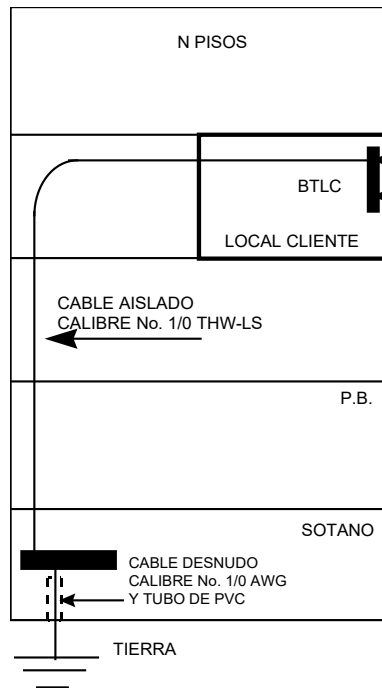 N PISOS
BTLC
LOCAL CLIENTE
CABLE AISLADO
CALIBRE No. 1/0 THW-LS
P.B.
SOTANO
CABLE DESNUDO
CALIBRE No. 1/0 AWG
Y TUBO DE PVC
TIERRA